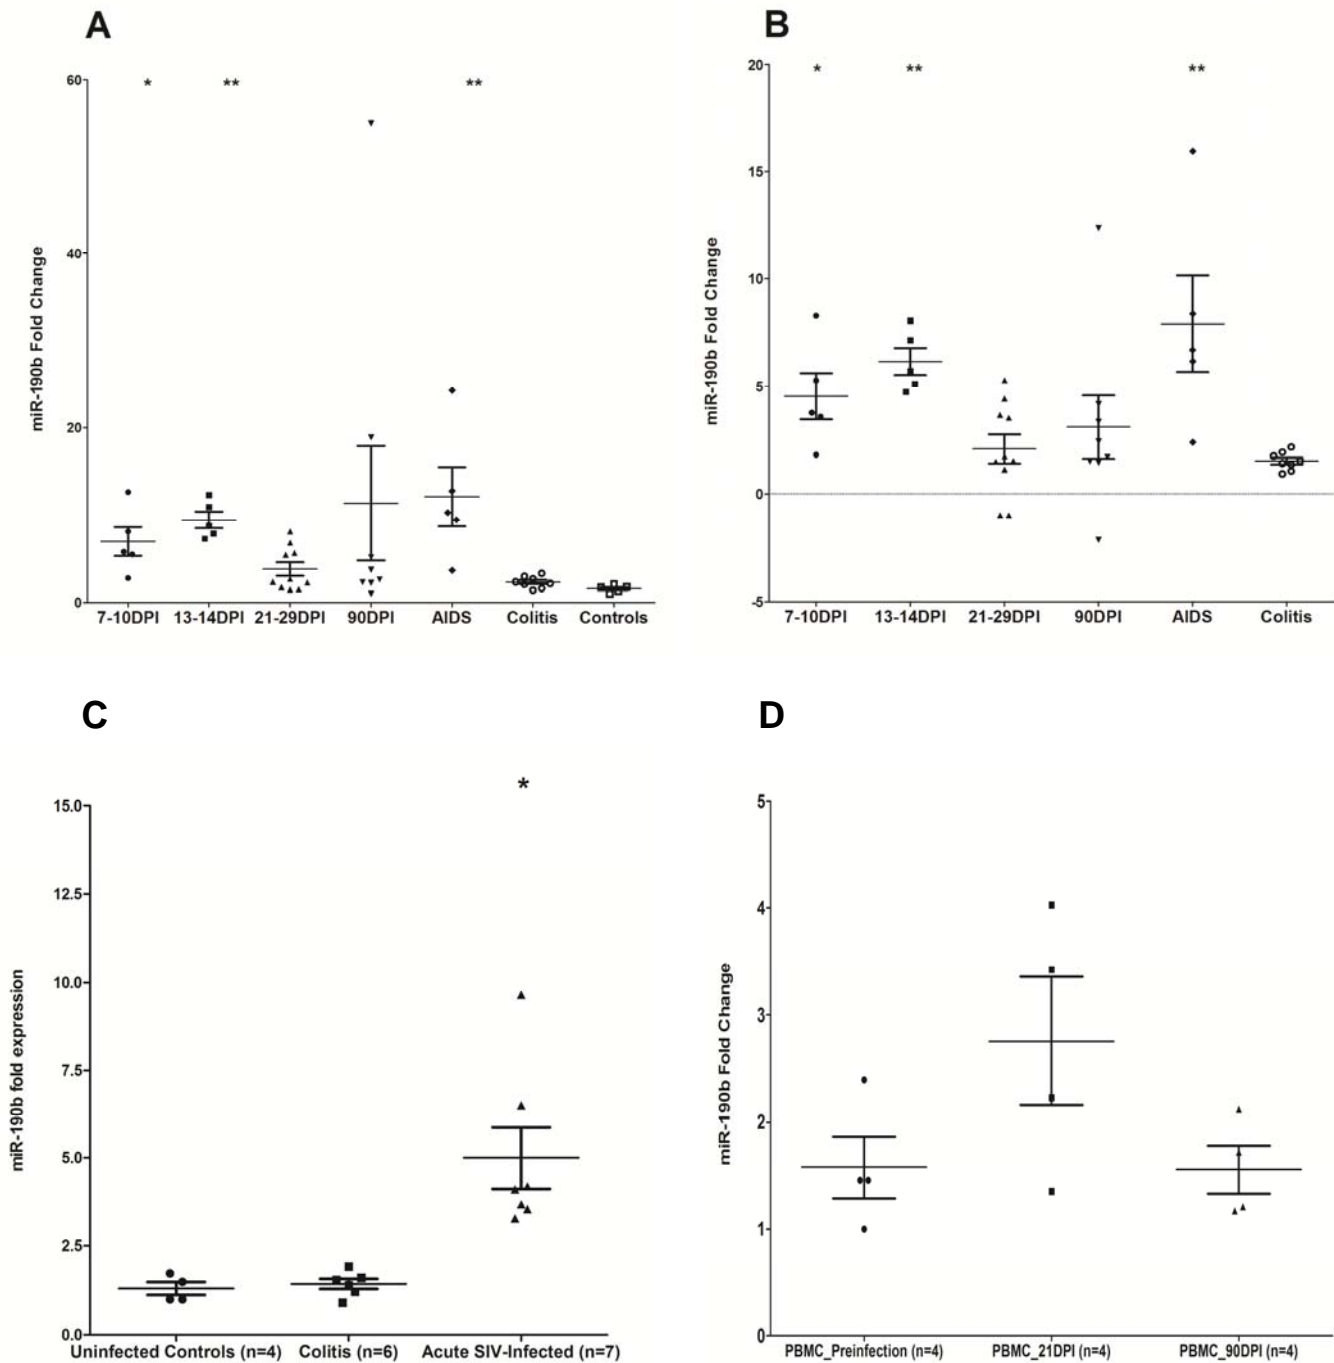 A
* ** **
60
40
20
0
miR-190b Fold Change
7-10DPI 13-14DPI 21-29DPI 90DPI AIDS Colitis Controls
B
* ** **
20
15
10
5
0
-5
miR-190b Fold Change
7-10DPI 13-14DPI 21-29DPI 90DPI AIDS Colitis
C
*
15.0
12.5
10.0
7.5
5.0
2.5
0.0
miR-190b fold expression
Uninfected Controls (n=4) Colitis (n=6) Acute SIV-Infected (n=7)
D
5
4
3
2
1
0
miR-190b Fold Change
PBMC_Preinfection (n=4) PBMC_21DPI (n=4) PBMC_90DPI (n=4)